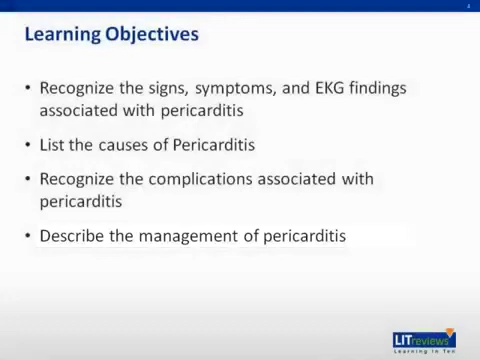 4
Learning Objectives
• Recognize the signs, symptoms, and EKG findings
associated with pericarditis
• List the causes of Pericarditis
• Recognize the complications associated with
pericarditis
• Describe the management of pericarditis
LITreviews
Learning in Ten